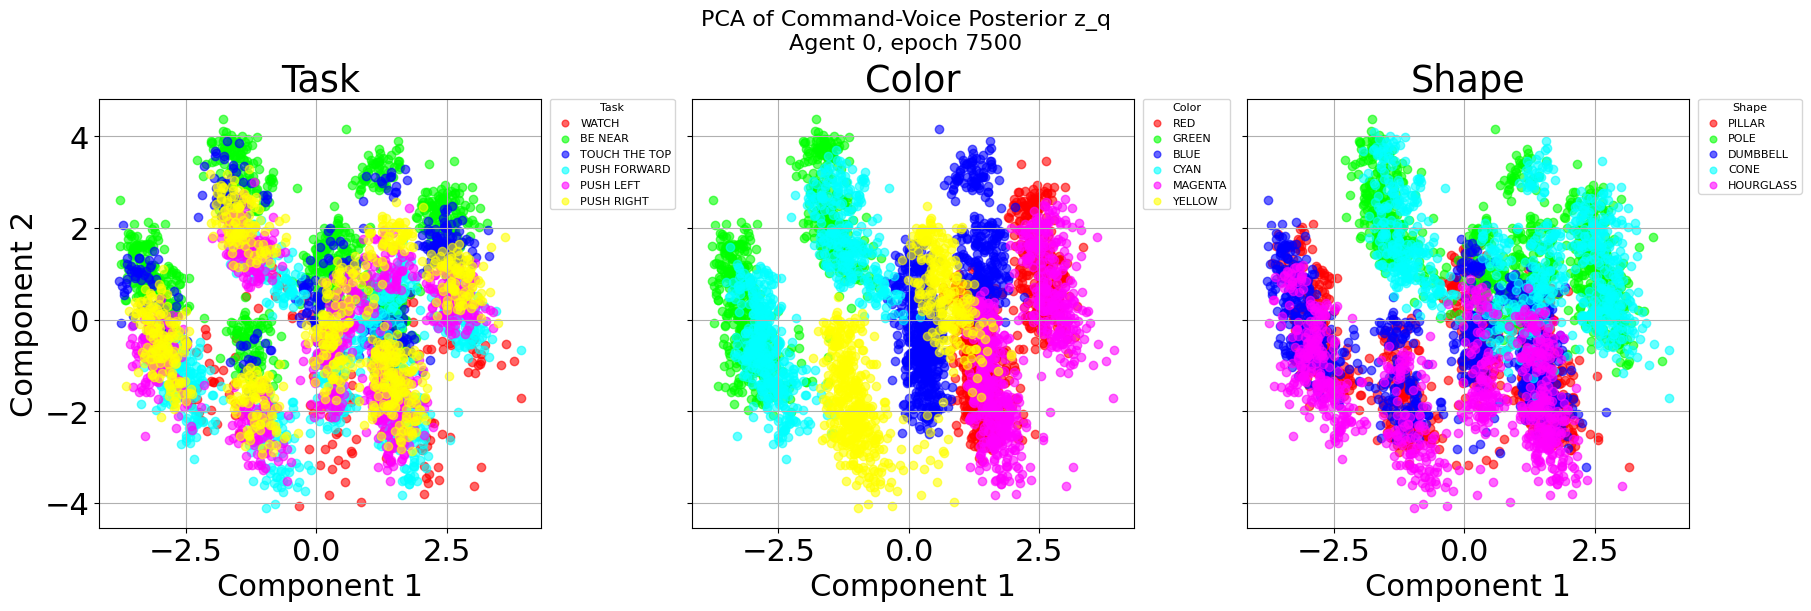 PCA of Command-Voice Posterior z_q
Agent 0, epoch 7500
Task
Color
Shape
Task
WATCH
BE NEAR
TOUCH THE TOP
PUSH FORWARD
PUSH LEFT
PUSH RIGHT
Color
RED
GREEN
BLUE
CYAN
MAGENTA
YELLOW
Shape
PILLAR
POLE
DUMBBELL
CONE
HOURGLASS
Component 2
4
2
0
−2
−4
−2.5 0.0 2.5
−2.5 0.0 2.5
−2.5 0.0 2.5
Component 1
Component 1
Component 1